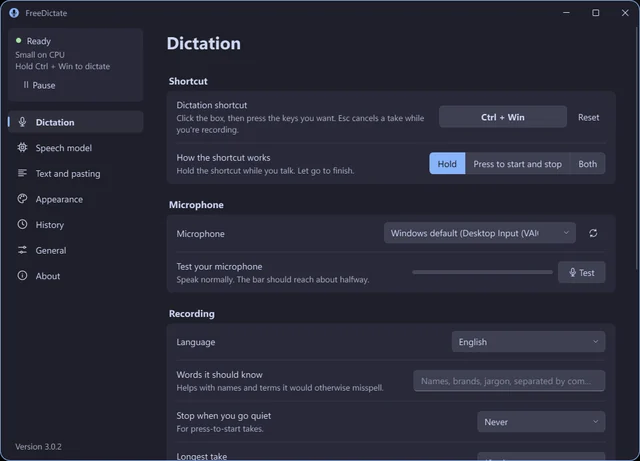 FreeDictate
Ready
Small on CPU
Hold Ctrl + Win to dictate
Pause
Dictation
Speech model
Text and pasting
Appearance
History
General
About
Version 3.0.2
Dictation
Shortcut
Dictation shortcut
Click the box, then press the keys you want. Esc cancels a take while
you're recording.
Ctrl + Win
Reset
How the shortcut works
Hold the shortcut while you talk. Let go to finish.
Hold
Press to start and stop
Both
Microphone
Microphone
Windows default (Desktop Input (VAI
Test your microphone
Speak normally. The bar should reach about halfway.
Test
Recording
Language
English
Words it should know
Helps with names and terms it would otherwise misspell.
Names, brands, jargon, separated by com...
Stop when you go quiet
For press-to-start takes.
Never
Longest take